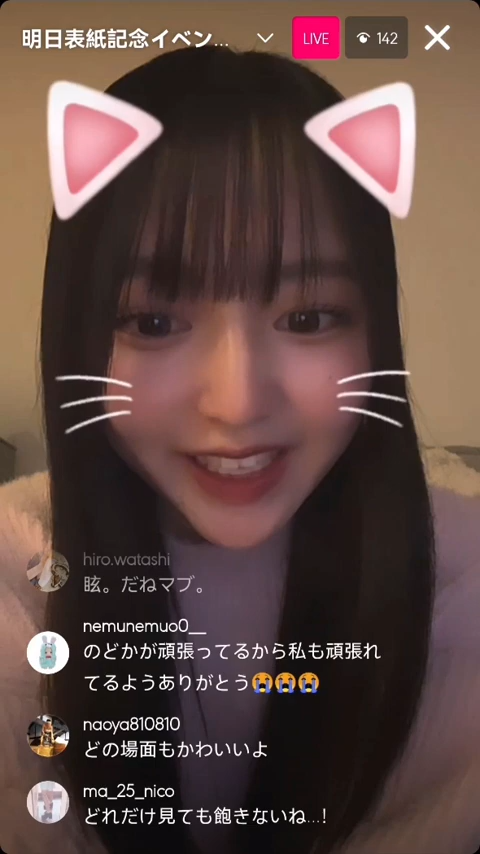 明日表紙記念イベン...
LIVE
142
hiro.watashi
眩。だねマブ。
nemunemuo0__
のどかが頑張ってるから私も頑張れ
てるようありがとう😭😭😭
naoya810810
どの場面もかわいいよ
ma_25_nico
どれだけ見ても飽きないね...!